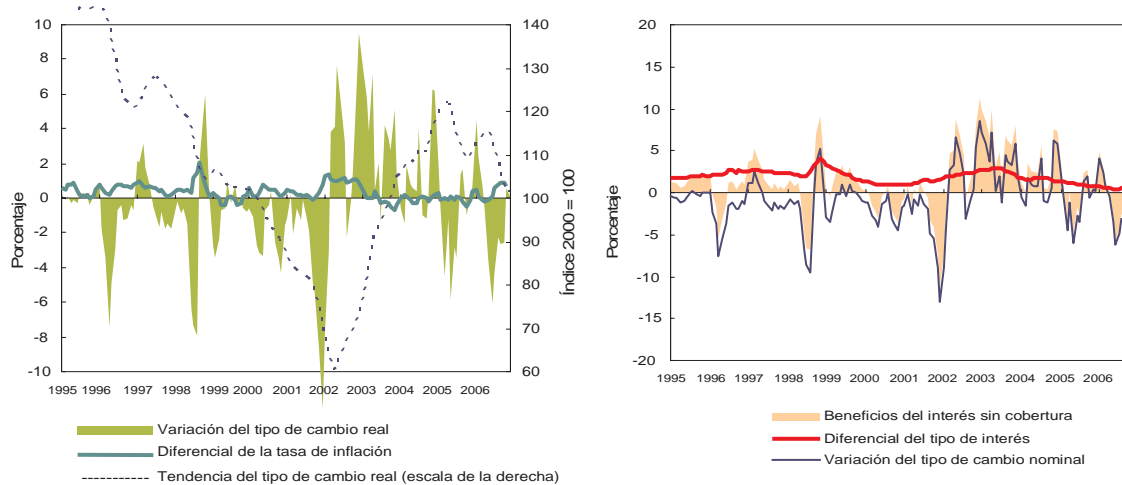 10
8
6
4
2
0
-2
-4
-6
-8
-10
Porcentaje
140
130
120
110
100
90
80
70
60
Índice 2000 = 100
1995 1996 1997 1998 1999 2000 2001 2002 2003 2004 2005 2006
Variación del tipo de cambio real
Diferencial de la tasa de inflación
Tendencia del tipo de cambio real (escala de la derecha)
20
15
10
5
0
-5
-10
-15
-20
Porcentaje
1995 1996 1997 1998 1999 2000 2001 2002 2003 2004 2005 2006
Beneficios del interés sin cobertura
Diferencial del tipo de interés
Variación del tipo de cambio nominal